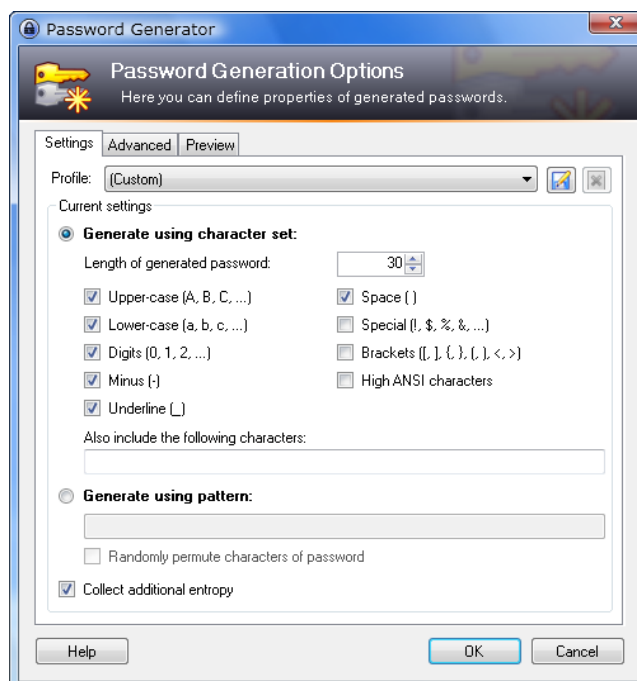 Password Generator
Password Generation Options
Here you can define properties of generated passwords.
Settings Advanced Preview
Profile: (Custom)
Current settings
Generate using character set:
Length of generated password: 30
Upper-case (A, B, C, ...) Space ( )
Lower-case (a, b, c, ...) Special (!, $, %, &, ...)
Digits (0, 1, 2, ...) Brackets ([, ], {, }, (, ), <, >)
Minus (-) High ANSI characters
Underline (_)
Also include the following characters:
Generate using pattern:
Randomly permute characters of password
Collect additional entropy
Help OK Cancel